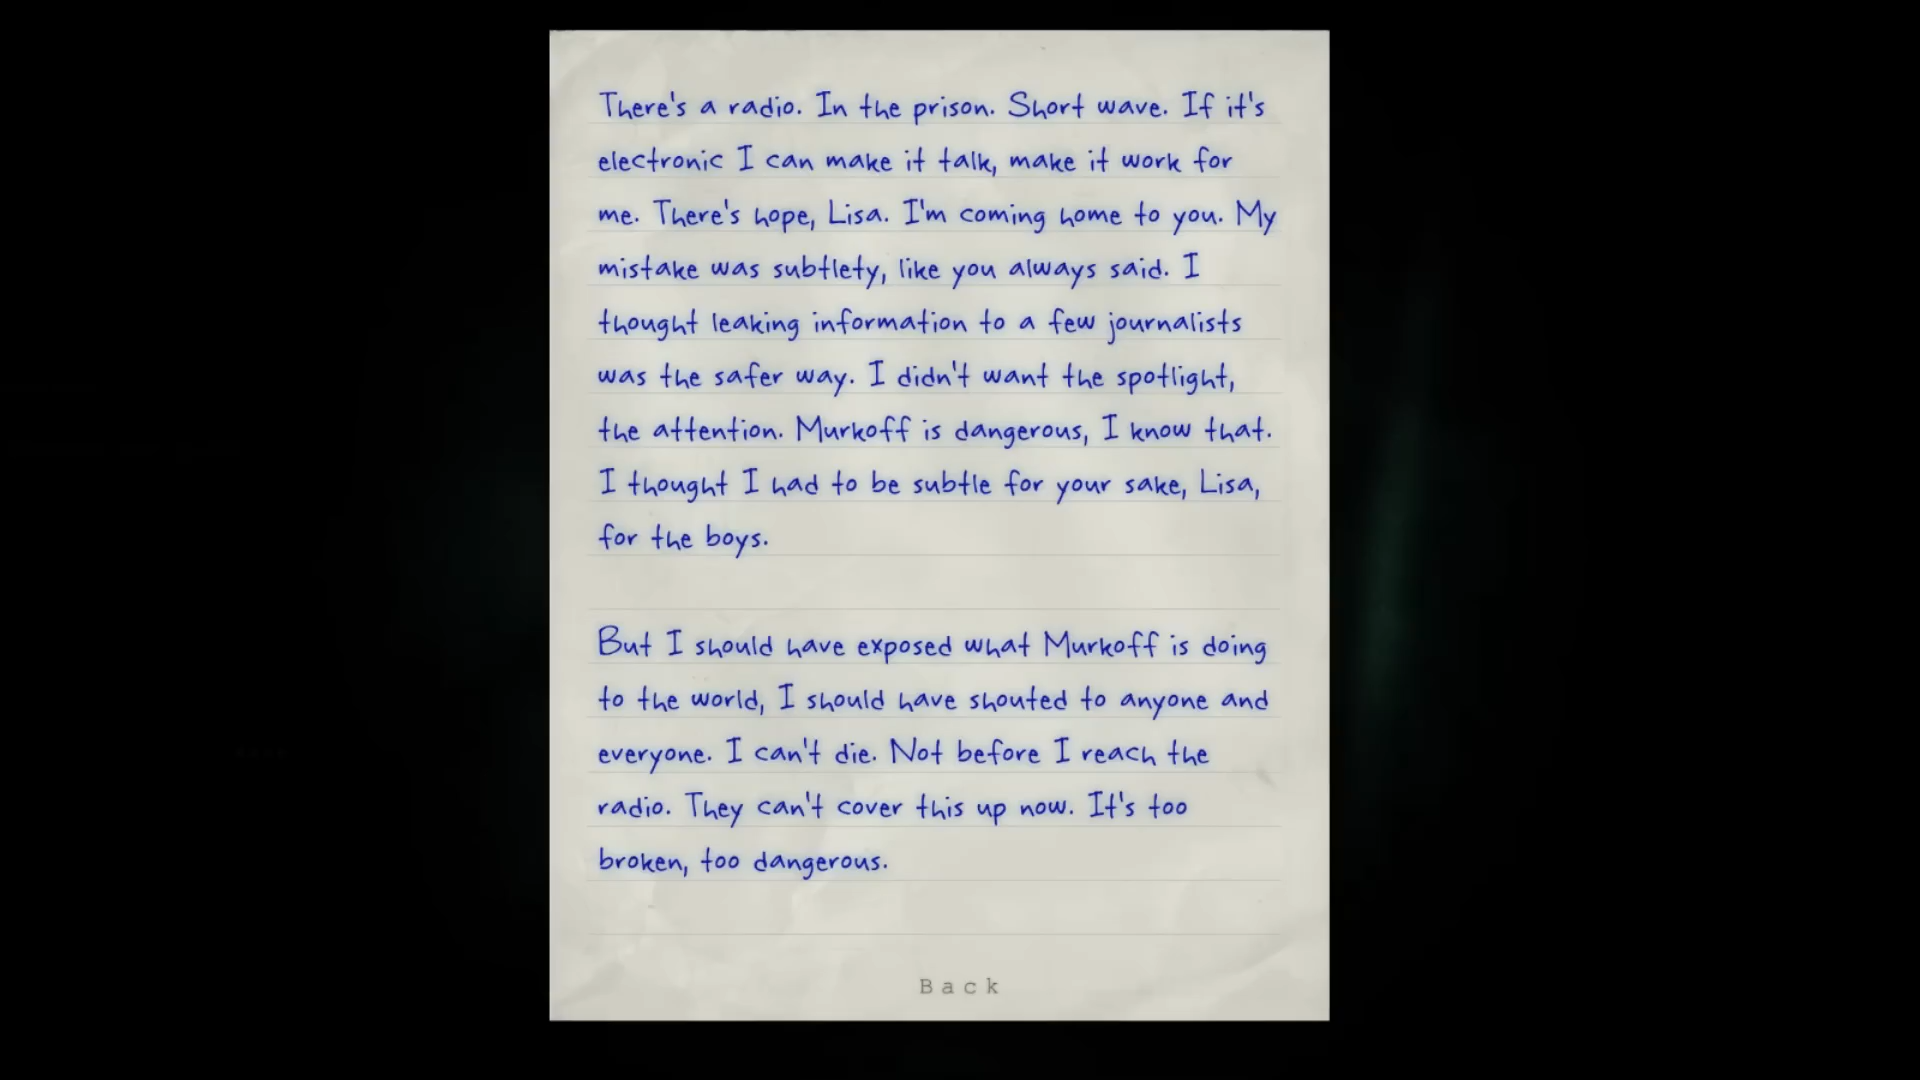 There's a radio. In the prison. Short wave. If it's
electronic I can make it talk, make it work for
me. There's hope, Lisa. I'm coming home to you. My
mistake was subtlety, like you always said. I
thought leaking information to a few journalists
was the safer way. I didn't want the spotlight,
the attention. Murkoff is dangerous, I know that.
I thought I had to be subtle for your sake, Lisa,
for the boys.
But I should have exposed what Murkoff is doing
to the world, I should have shouted to anyone and
everyone. I can't die. Not before I reach the
radio. They can't cover this up now. It's too
broken, too dangerous.
Back